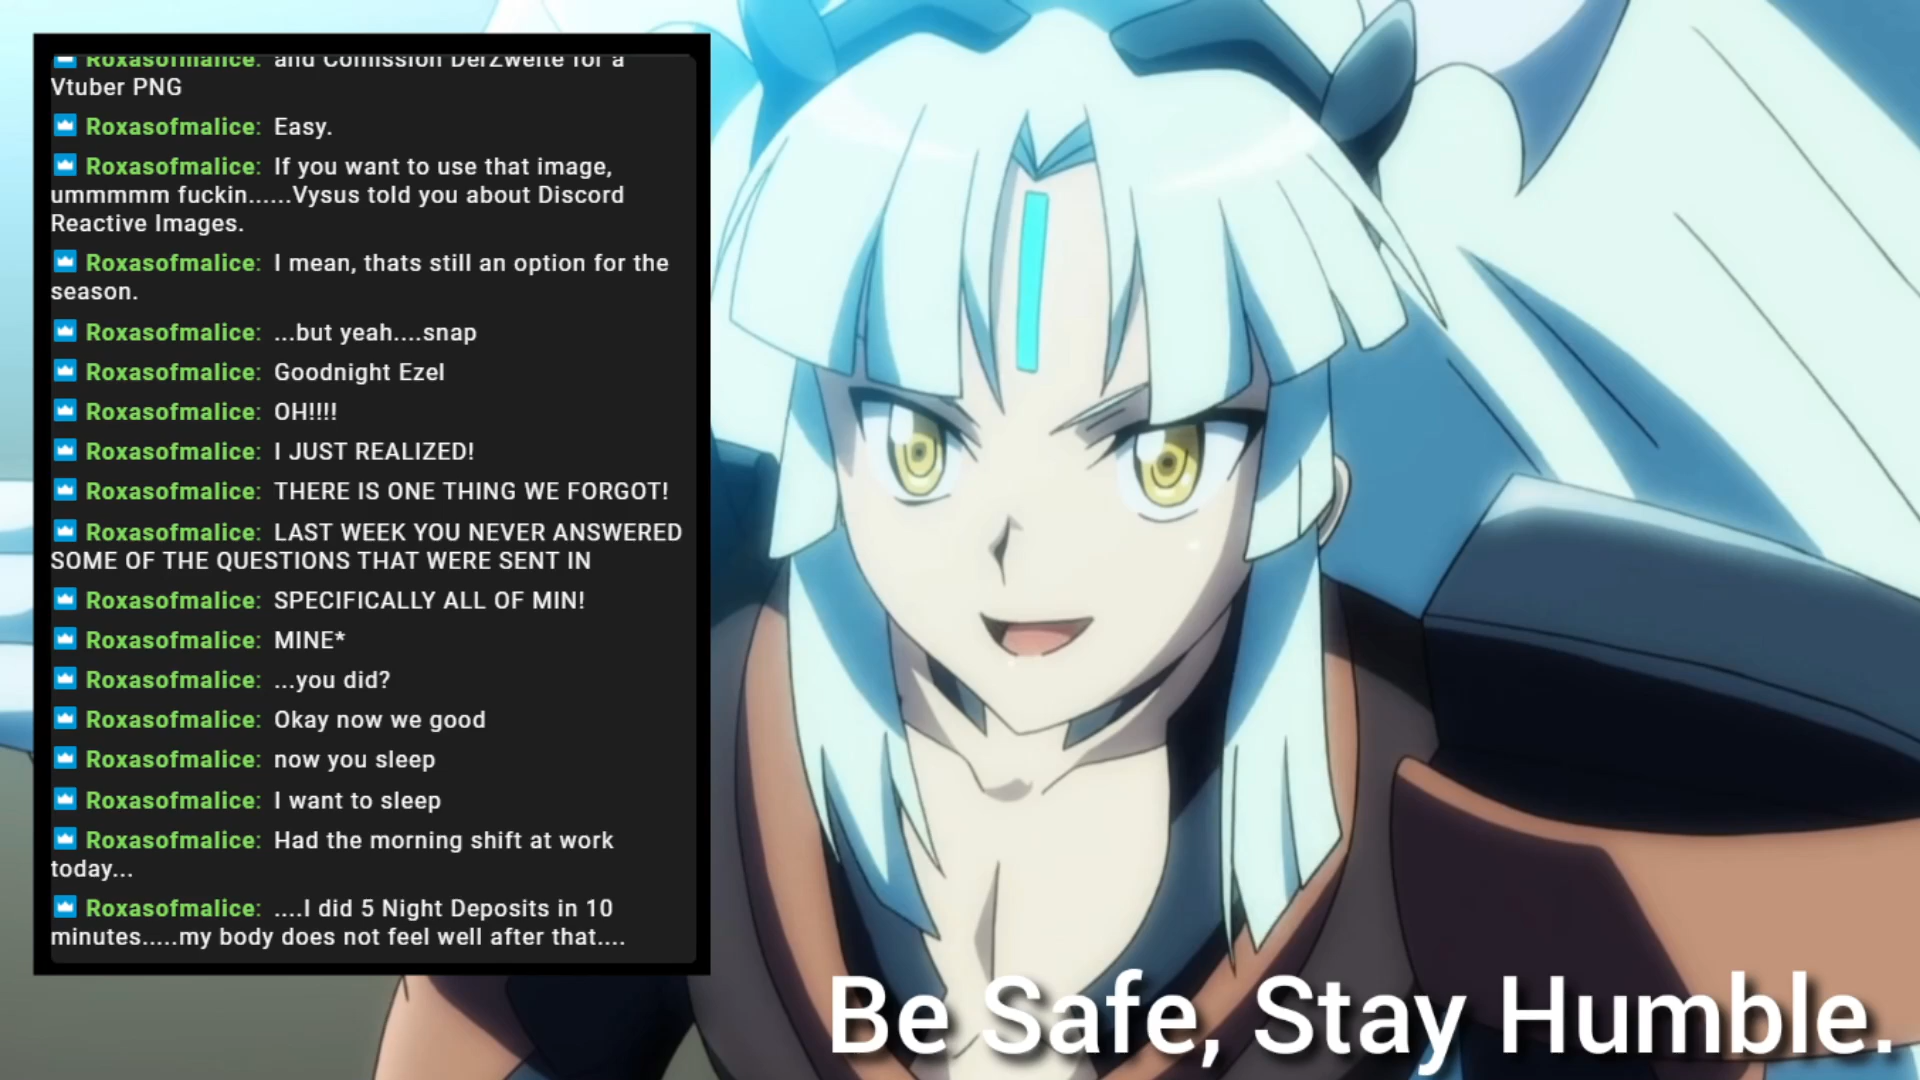 Roxasofmalice: and Comission DerZweite for a
Vtuber PNG
Roxasofmalice: Easy.
Roxasofmalice: If you want to use that image,
ummmmm fuckin......Vysus told you about Discord
Reactive Images.
Roxasofmalice: I mean, thats still an option for the
season.
Roxasofmalice: ...but yeah....snap
Roxasofmalice: Goodnight Ezel
Roxasofmalice: OH!!!!
Roxasofmalice: I JUST REALIZED!
Roxasofmalice: THERE IS ONE THING WE FORGOT!
Roxasofmalice: LAST WEEK YOU NEVER ANSWERED
SOME OF THE QUESTIONS THAT WERE SENT IN
Roxasofmalice: SPECIFICALLY ALL OF MIN!
Roxasofmalice: MINE*
Roxasofmalice: ...you did?
Roxasofmalice: Okay now we good
Roxasofmalice: now you sleep
Roxasofmalice: I want to sleep
Roxasofmalice: Had the morning shift at work
today...
Roxasofmalice: ....I did 5 Night Deposits in 10
minutes.....my body does not feel well after that....
Be Safe, Stay Humble.